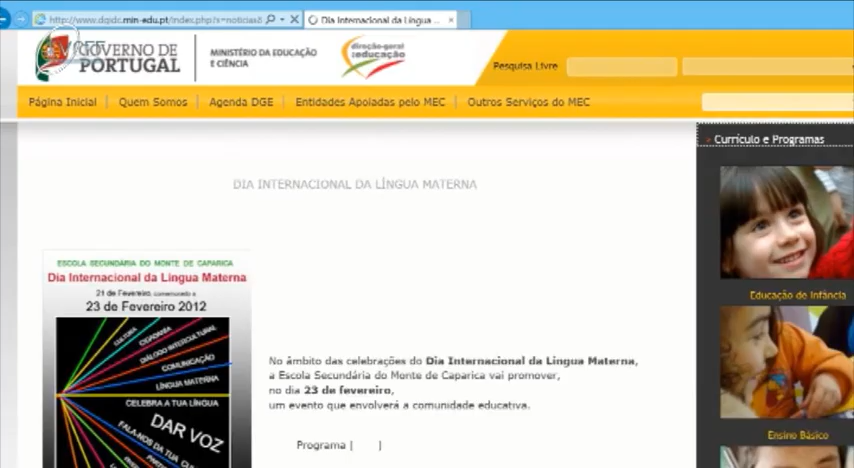 http://www.dgidc.min-edu.pt/index.php?s=noticias&
Dia Internacional da Língua ...
GOVERNO DE
PORTUGAL
MINISTÉRIO DA EDUCAÇÃO
E CIÊNCIA
direção-geral
educação
Pesquisa Livre
Página Inicial | Quem Somos | Agenda DGE | Entidades Apoiadas pelo MEC | Outros Serviços do MEC
> Currículo e Programas
DIA INTERNACIONAL DA LÍNGUA MATERNA
ESCOLA SECUNDÁRIA DO MONTE DE CAPARICA
Dia Internacional da Língua Materna
21 de Fevereiro, comemorado a
23 de Fevereiro 2012
CULTURA
CIDADANIA
DIÁLOGO INTERCULTURAL
COMUNICAÇÃO
LÍNGUA MATERNA
CELEBRA A TUA LÍNGUA
DAR VOZ
FALA-NOS DA TUA
No âmbito das celebrações do Dia Internacional da Língua Materna,
a Escola Secundária do Monte de Caparica vai promover,
no dia 23 de fevereiro,
um evento que envolverá a comunidade educativa.
Programa [ ]
Educação de Infância
Ensino Básico